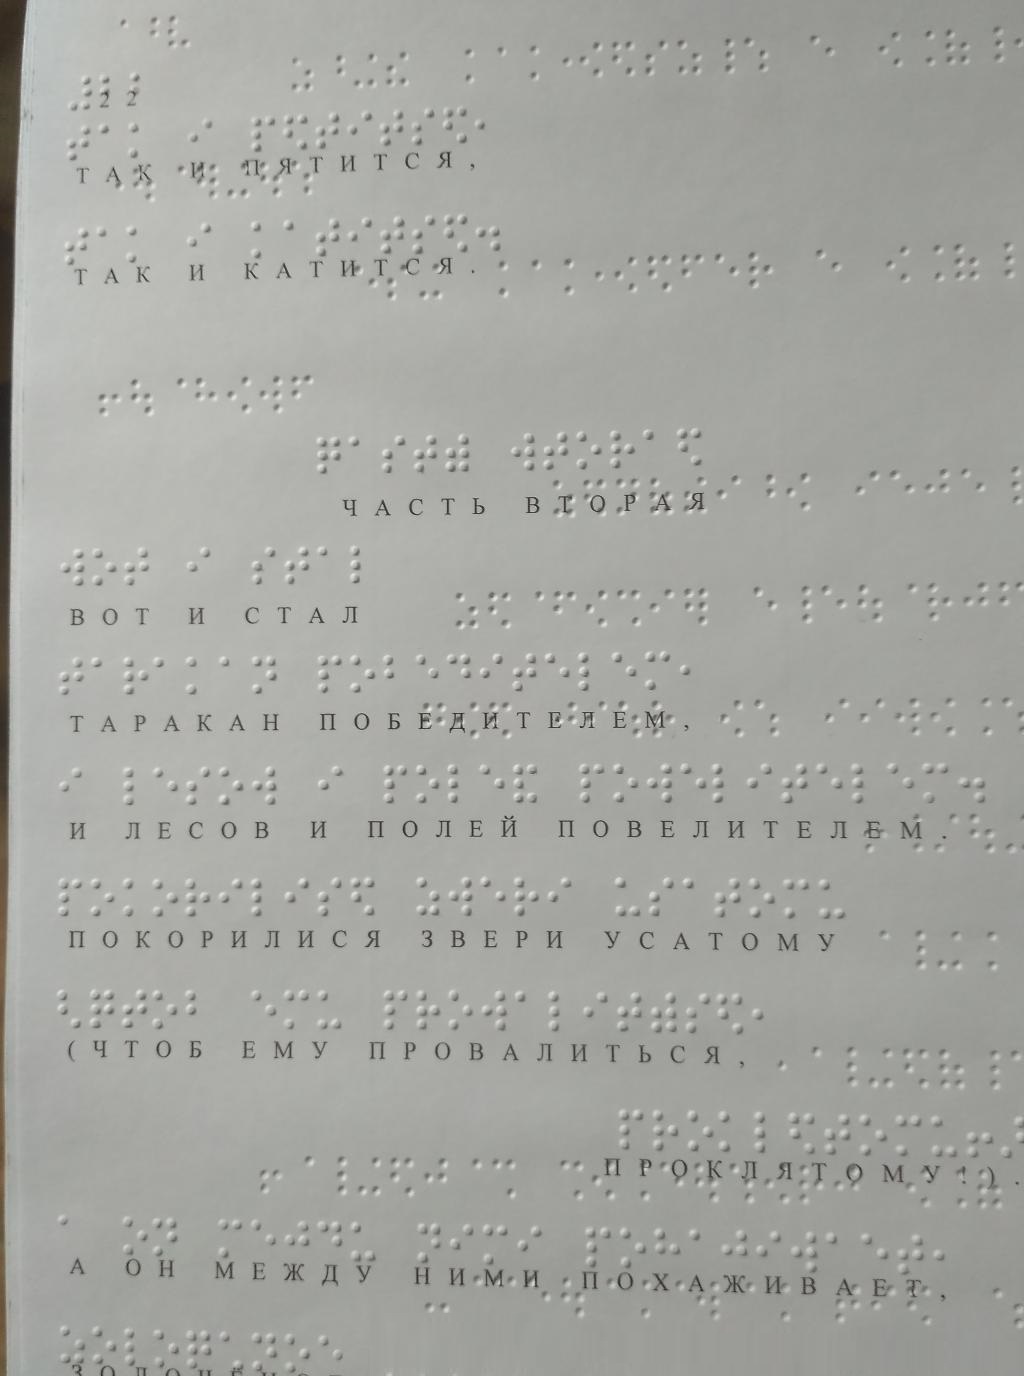 22
ТАК И ПЯТИТСЯ,
ТАК И КАТИТСЯ.
ЧАСТЬ ВТОРАЯ
ВОТ И СТАЛ
ТАРАКАН ПОБЕДИТЕЛЕМ,
И ЛЕСОВ И ПОЛЕЙ ПОВЕЛИТЕЛЕМ.
ПОКОРИЛИСЯ ЗВЕРИ УСАТОМУ
(ЧТОБ ЕМУ ПРОВАЛИТЬСЯ,
ПРОКЛЯТОМУ!).
А ОН МЕЖДУ НИМИ ПОХАЖИВАЕТ,